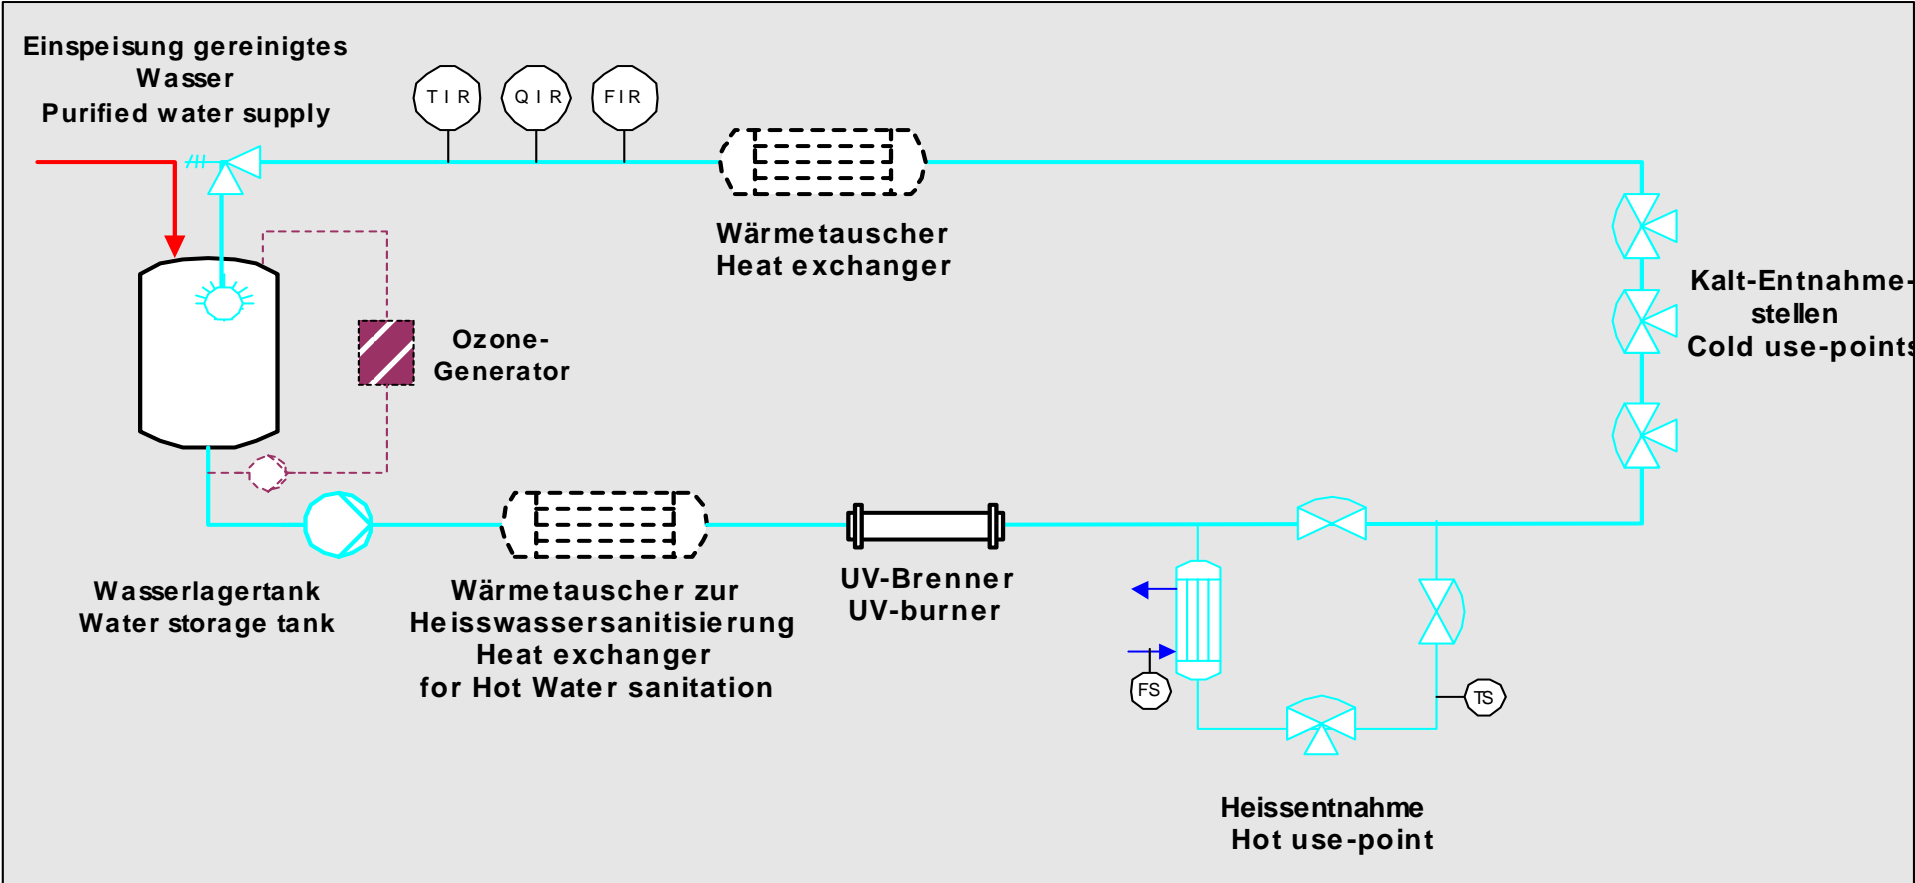 Einspeisung gereinigtes
Wasser
Purified water supply
TIR
QIR
FIR
Wärmetauscher
Heat exchanger
Kalt-Entnahme-
stellen
Cold use-points
Ozone-
Generator
Wasserlagertank
Water storage tank
Wärmetauscher zur
Heisswassersanitisierung
Heat exchanger
for Hot Water sanitation
UV-Brenner
UV-burner
FS
TS
Heissentnahme
Hot use-point